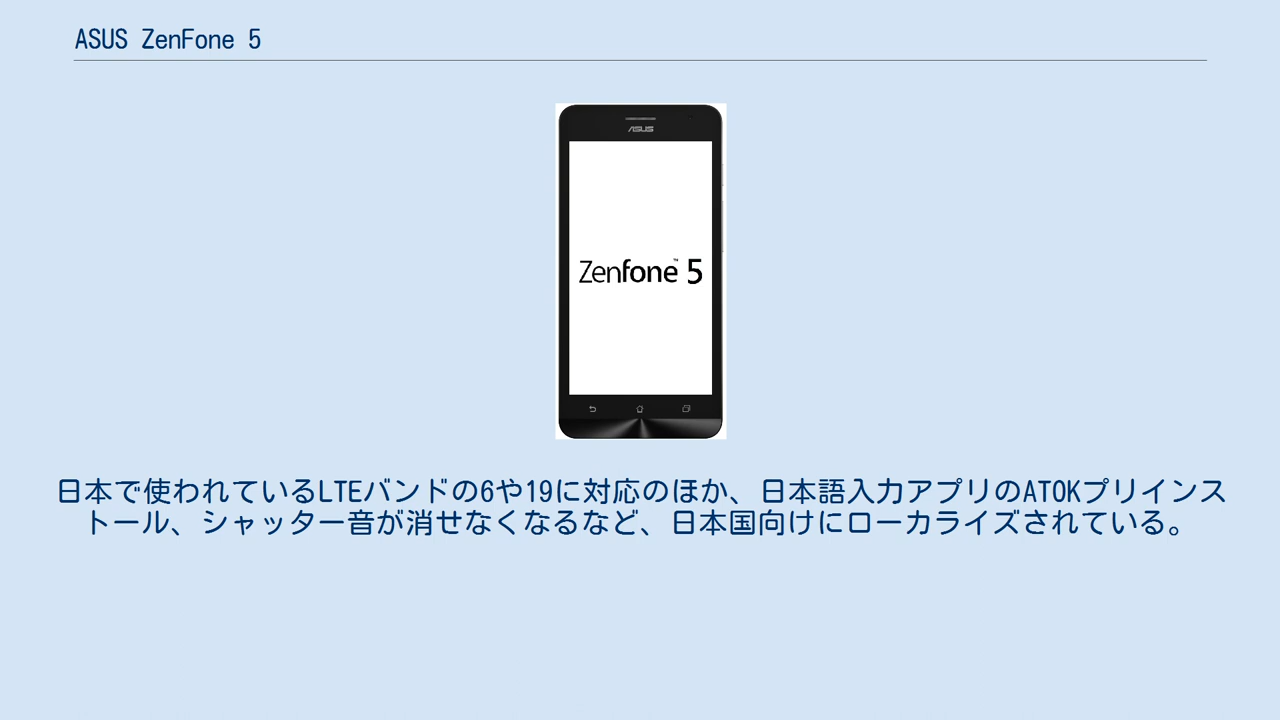 ASUS ZenFone 5
ASUS
Zenfone™ 5
日本で使われているLTEバンドの6や19に対応のほか、日本語入力アプリのATOKプリインス
トール、シャッター音が消せなくなるなど、日本国向けにローカライズされている。